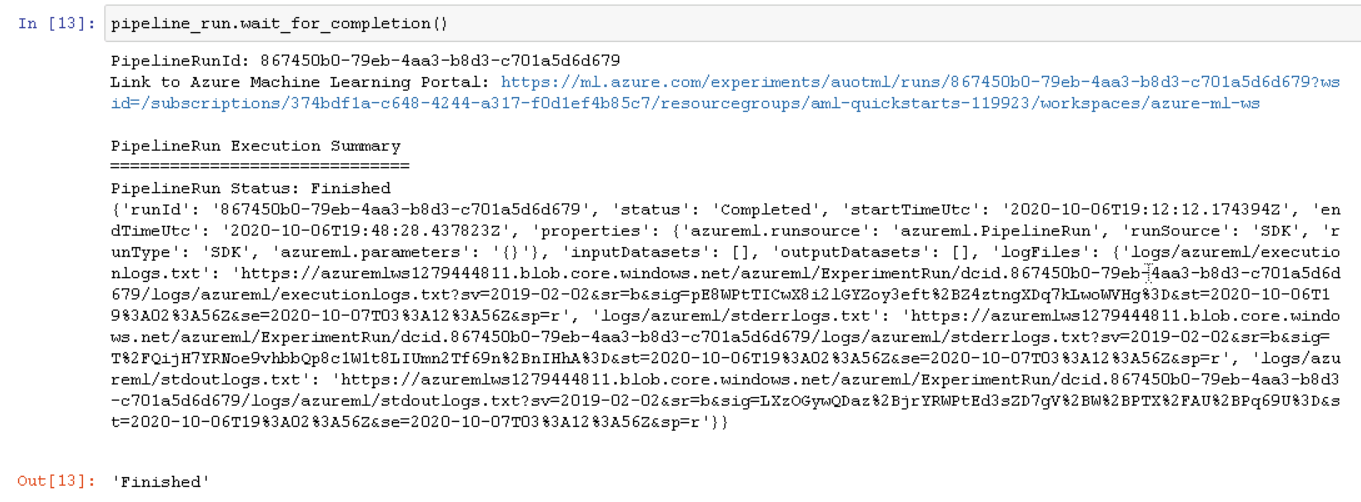 In [13]: pipeline_run.wait_for_completion()
PipelineRunId: 867450b0-79eb-4aa3-b8d3-c701a5d6d679
Link to Azure Machine Learning Portal: https://ml.azure.com/experiments/auotml/runs/867450b0-79eb-4aa3-b8d3-c701a5d6d679?ws
id=/subscriptions/374bdf1a-c648-4244-a317-f0d1ef4b85c7/resourcegroups/aml-quickstarts-119923/workspaces/azure-ml-ws
PipelineRun Execution Summary
==============================
PipelineRun Status: Finished
{'runId': '867450b0-79eb-4aa3-b8d3-c701a5d6d679', 'status': 'Completed', 'startTimeUtc': '2020-10-06T19:12:12.174394Z', 'en
dTimeUtc': '2020-10-06T19:48:28.437823Z', 'properties': {'azureml.runsource': 'azureml.PipelineRun', 'runSource': 'SDK', 'r
unType': 'SDK', 'azureml.parameters': '{}'}, 'inputDatasets': [], 'outputDatasets': [], 'logFiles': {'logs/azureml/executio
nlogs.txt': 'https://azuremlws1279444811.blob.core.windows.net/azureml/ExperimentRun/dcid.867450b0-79eb-4aa3-b8d3-c701a5d6d
679/logs/azureml/executionlogs.txt?sv=2019-02-02&sr=b&sig=pE8WPtTICwX8i2lGYZoy3eft%2BZ4ztngXDq7kLwoWVHg%3D&st=2020-10-06T1
9%3A02%3A56Z&se=2020-10-07T03%3A12%3A56Z&sp=r', 'logs/azureml/stderrlogs.txt': 'https://azuremlws1279444811.blob.core.windo
ws.net/azureml/ExperimentRun/dcid.867450b0-79eb-4aa3-b8d3-c701a5d6d679/logs/azureml/stderrlogs.txt?sv=2019-02-02&sr=b&sig=
T%2FQijH7YRNoe9vhbbQp8c1W1t8LIUmn2Tf69n%2BnIHhA%3D&st=2020-10-06T19%3A02%3A56Z&se=2020-10-07T03%3A12%3A56Z&sp=r', 'logs/azu
reml/stdoutlogs.txt': 'https://azuremlws1279444811.blob.core.windows.net/azureml/ExperimentRun/dcid.867450b0-79eb-4aa3-b8d3
-c701a5d6d679/logs/azureml/stdoutlogs.txt?sv=2019-02-02&sr=b&sig=LXzOGywQDaz%2BjrYRWPtEd3sZD7gV%2BW%2BPTX%2FAU%2BPq69U%3D&s
t=2020-10-06T19%3A02%3A56Z&se=2020-10-07T03%3A12%3A56Z&sp=r'}}
Out[13]: 'Finished'